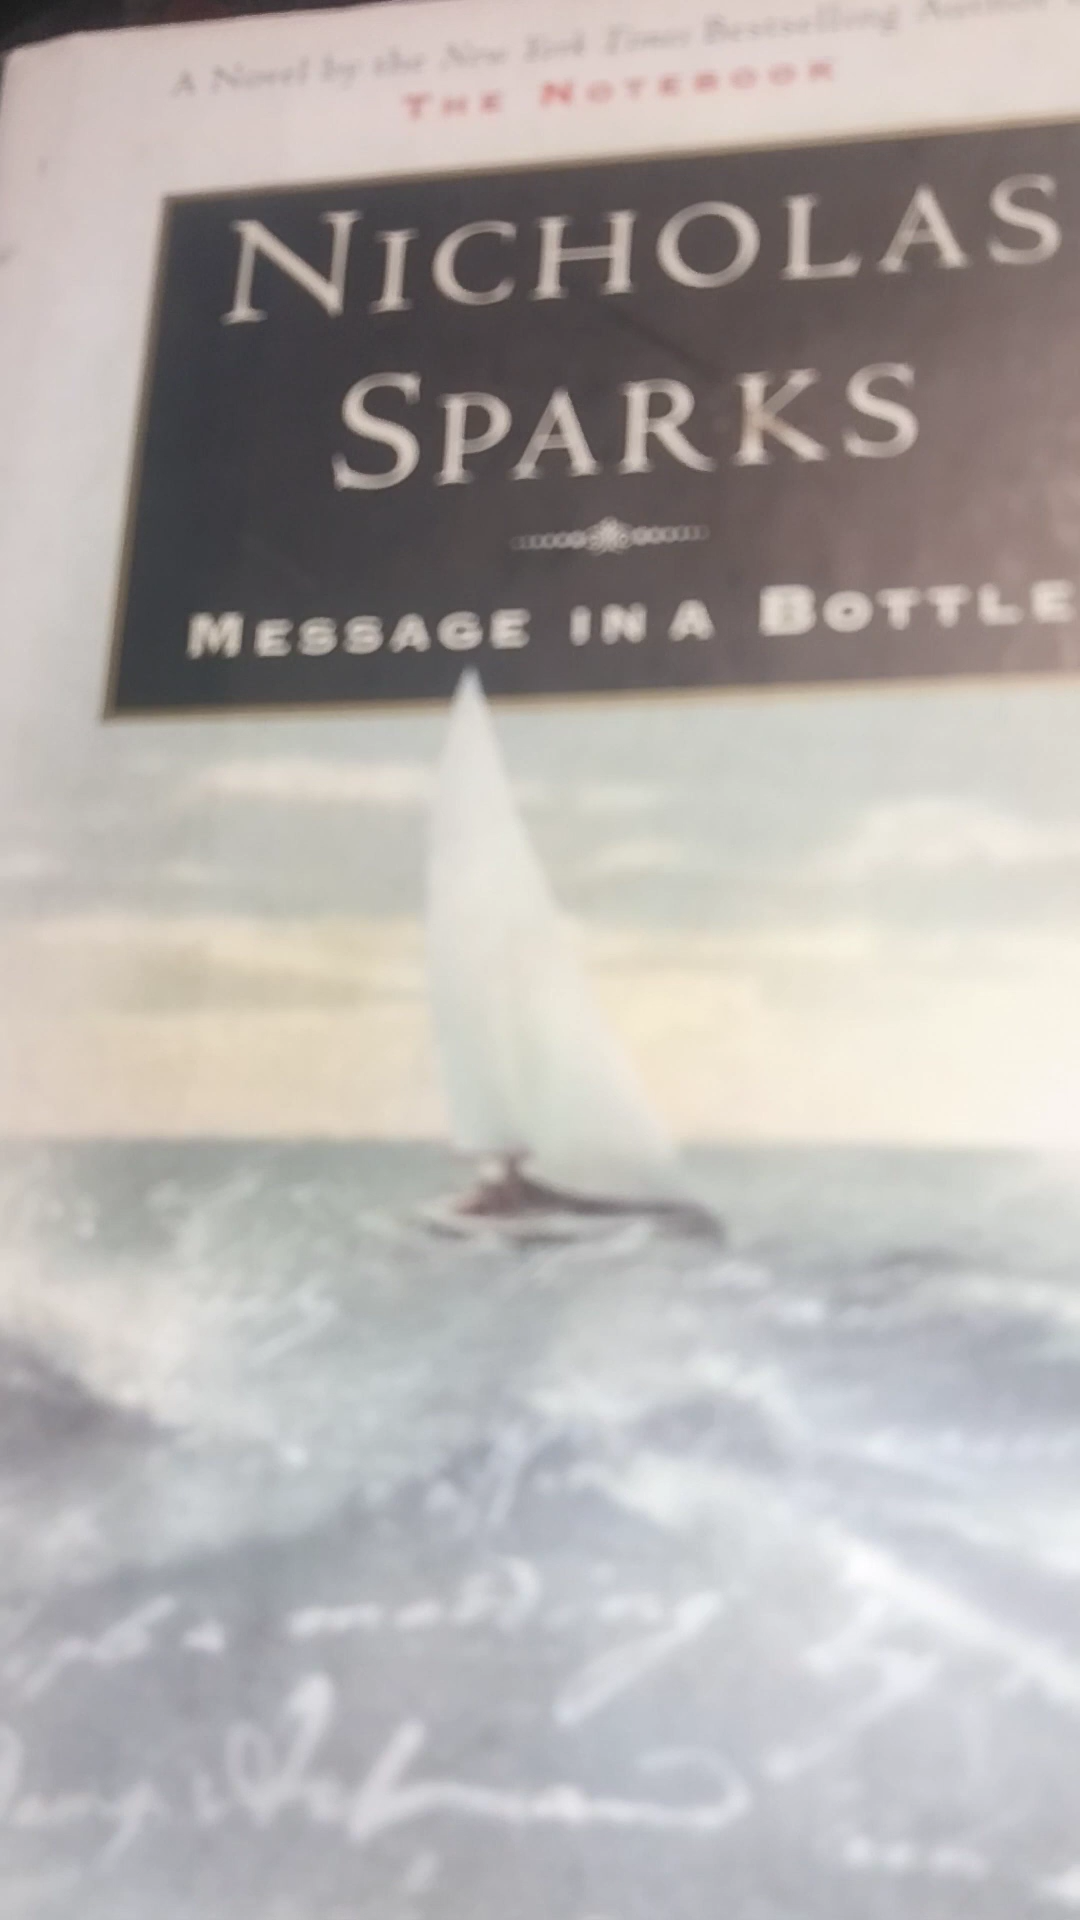 A Novel by the New York Times Bestselling Author
THE NOTEBOOK
NICHOLAS
SPARKS
MESSAGE IN A BOTTLE